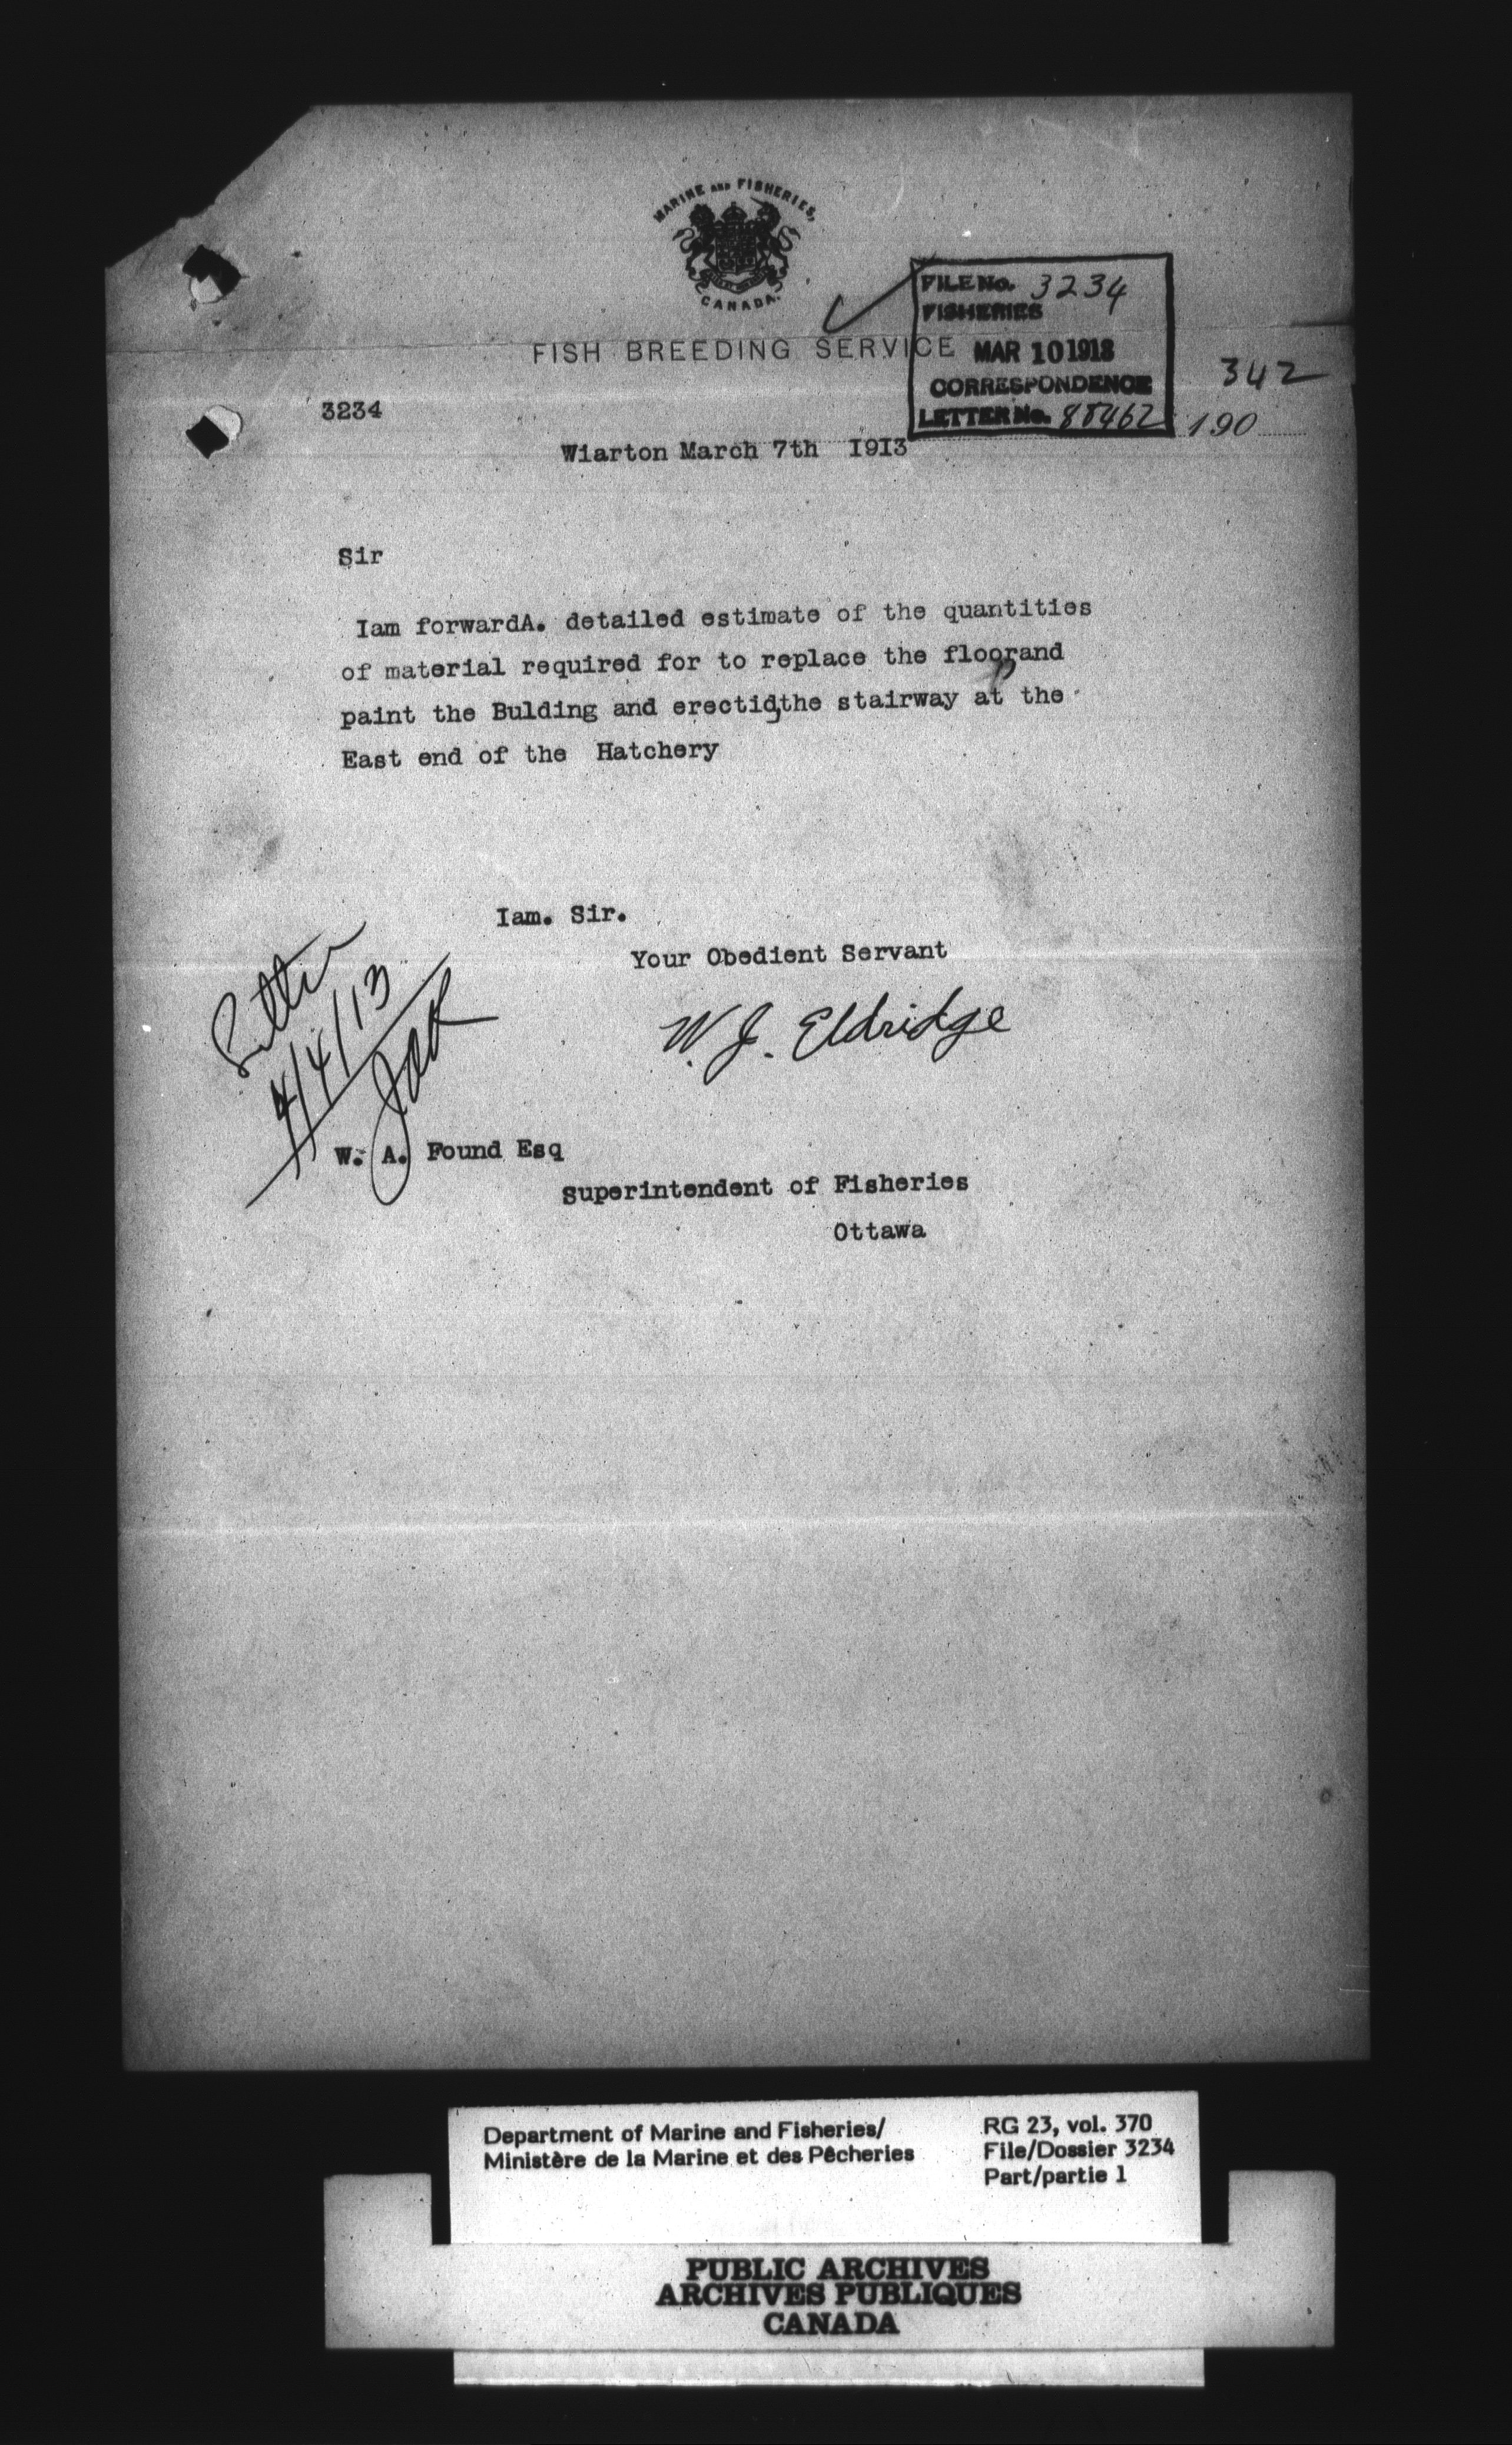 MARINE AND FISHERIES,
CANADA.
FISH BREEDING SERVICE
FILE No. 3234
FISHERIES
MAR 10 1913
CORRESPONDENCE
LETTER No. 88462
342
190
3234
Wiarton March 7th 1913
Sir
Iam forwardA. detailed estimate of the quantities
of material required for to replace the floorand
paint the Bulding and erectig the stairway at the
East end of the Hatchery
Iam. Sir.
Your Obedient Servant
W. J. Eldridge
4/4/13
W. A. Found Esq
Superintendent of Fisheries
Ottawa
Department of Marine and Fisheries/
Ministère de la Marine et des Pêcheries
RG 23, vol. 370
File/Dossier 3234
Part/partie 1
PUBLIC ARCHIVES
ARCHIVES PUBLIQUES
CANADA